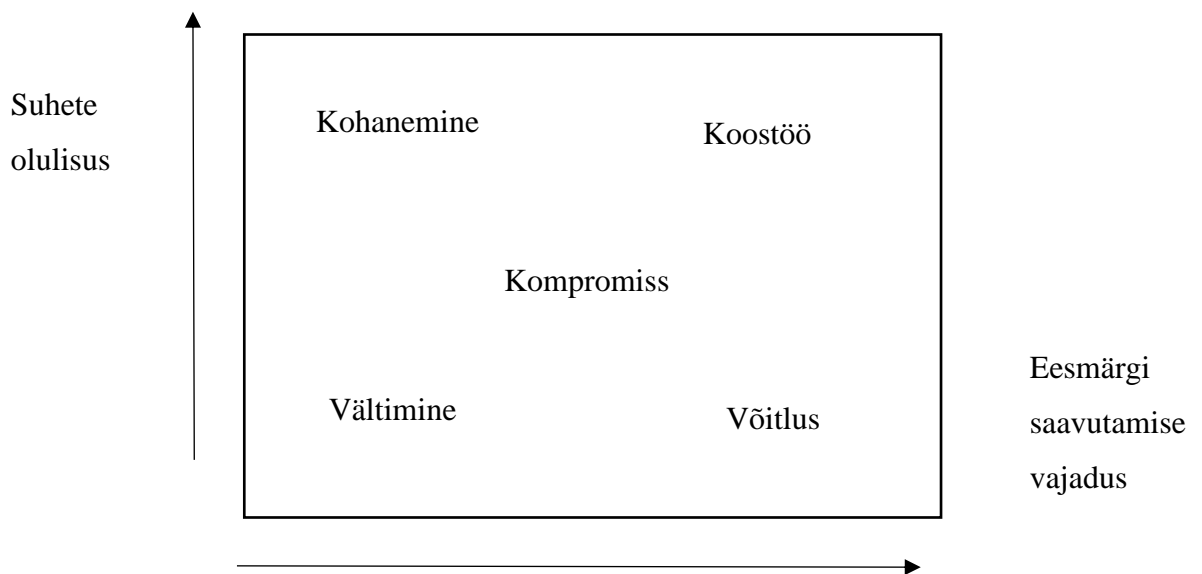 Suhete
olulisus
Kohanemine
Koostöö
Kompromiss
Vältimine
Võitlus
Eesmärgi
saavutamise
vajadus